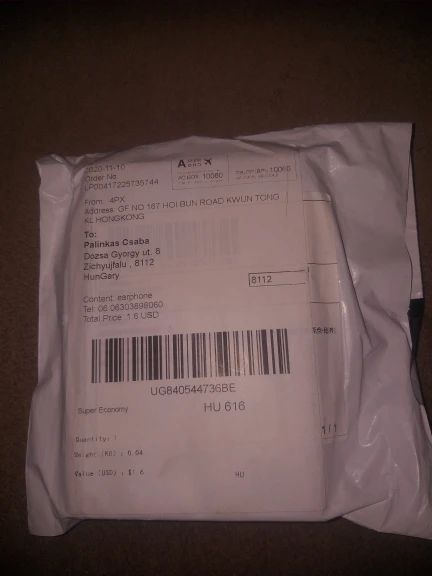 2020-11-10
Order No
LP00417225735744
From: 4PX
Address: GF NO 167 HOI BUN ROAD KWUN TONG
KL HONGKONG
To:
Palinkas Csaba
Dozsa Gyorgy ut. 8
Zichyujfalu , 8112
HunGary
8112
Content: earphone
Tel: 06 06303899060
Total Price: 1.6 USD
UG840544736BE
Super Economy
HU 616
Quantity: 1
Weight (KG) : 0.04
Value (USD) : $1.6
HU